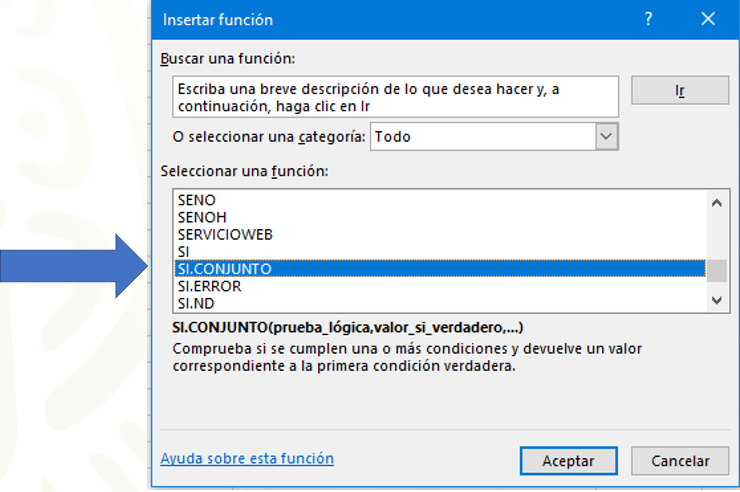 Insertar función
?
Buscar una función:
Escriba una breve descripción de lo que desea hacer y, a
continuación, haga clic en Ir
Ir
O seleccionar una categoría: Todo
Seleccionar una función:
SENO
SENOH
SERVICIOWEB
SI
SI.CONJUNTO
SI.ERROR
SI.ND
SI.CONJUNTO(prueba_lógica,valor_si_verdadero,...)
Comprueba si se cumplen una o más condiciones y devuelve un valor
correspondiente a la primera condición verdadera.
Ayuda sobre esta función
Aceptar
Cancelar